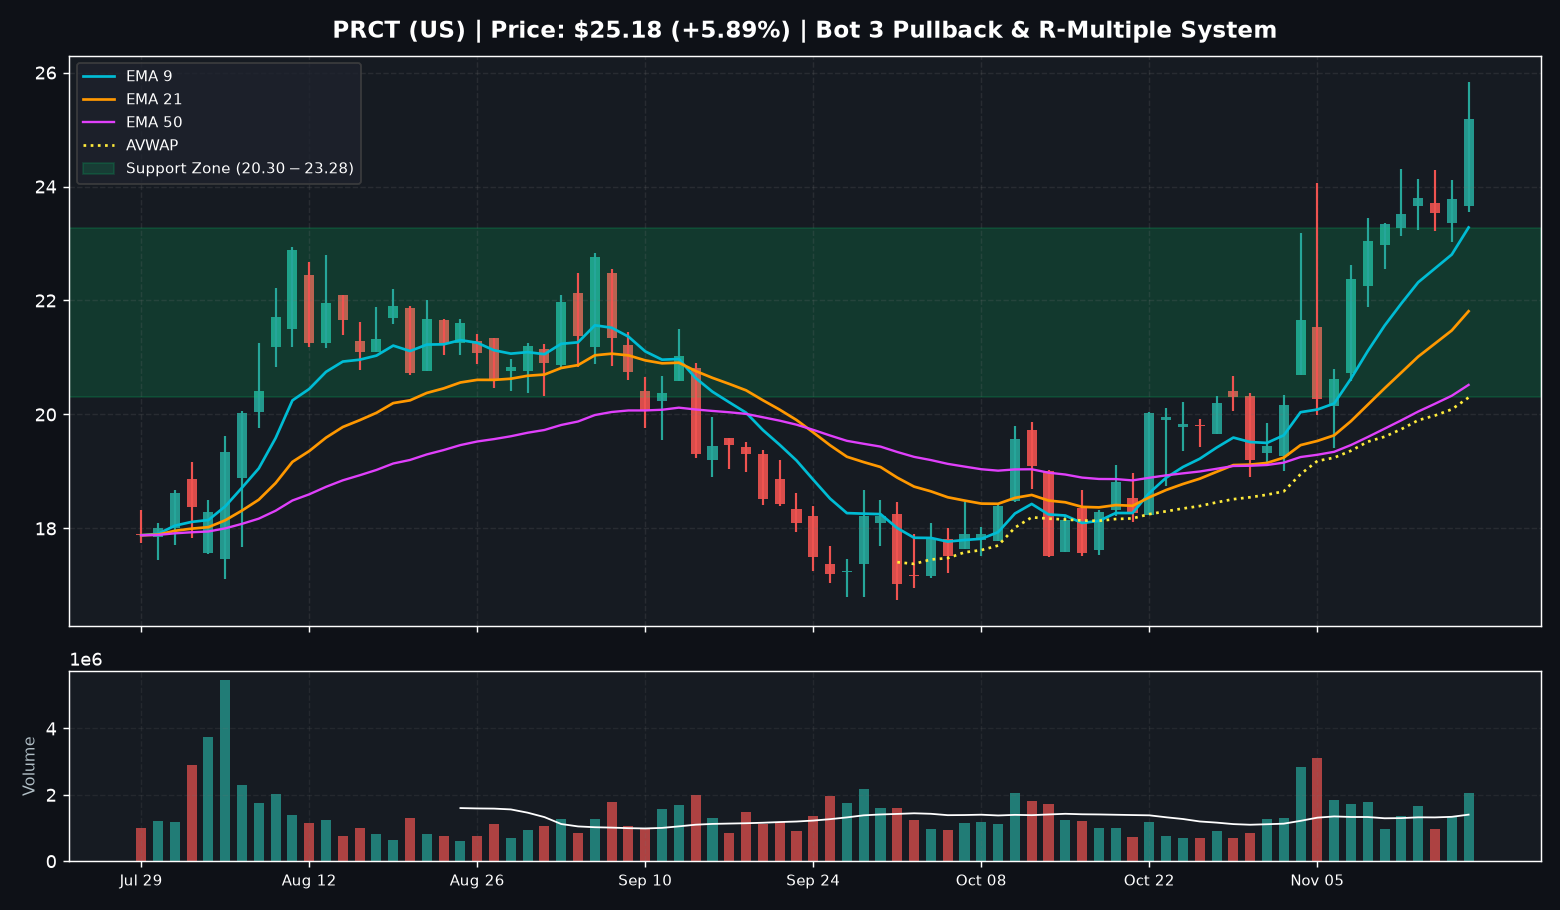 PRCT (US) | Price: $25.18 (+5.89%) | Bot 3 Pullback & R-Multiple System
EMA 9
EMA 21
EMA 50
AVWAP
Support Zone (20.30 − 23.28)
26
24
22
20
18
1e6
Volume
4
2
0
Jul 29
Aug 12
Aug 26
Sep 10
Sep 24
Oct 08
Oct 22
Nov 05